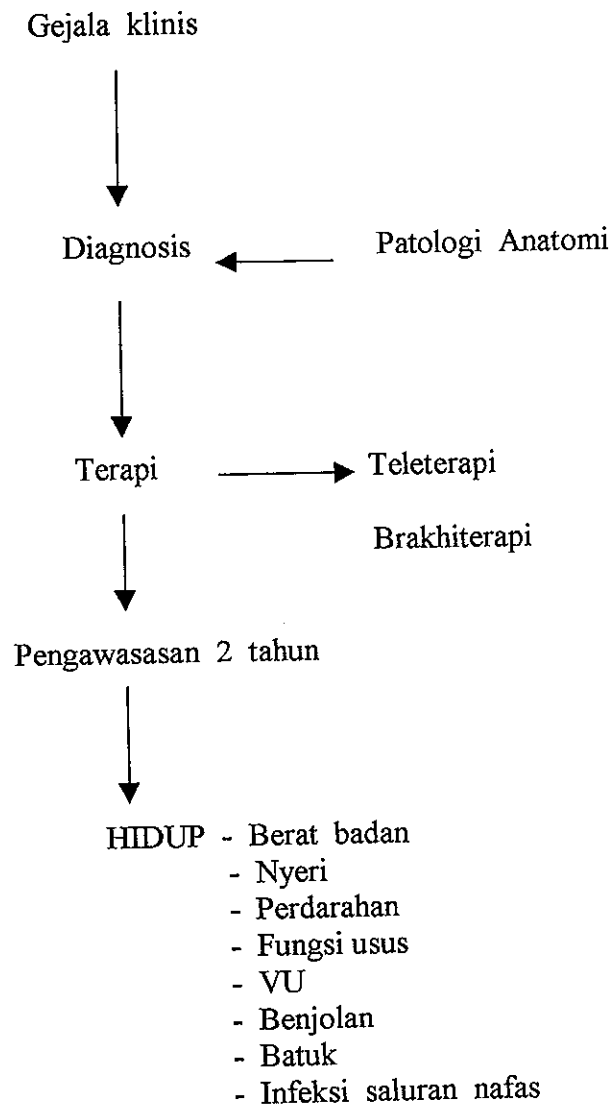 Gejala klinis
Diagnosis
Patologi Anatomi
Terapi
Teleterapi
Brakhiterapi
Pengawasasan 2 tahun
HIDUP - Berat badan
- Nyeri
- Perdarahan
- Fungsi usus
- VU
- Benjolan
- Batuk
- Infeksi saluran nafas